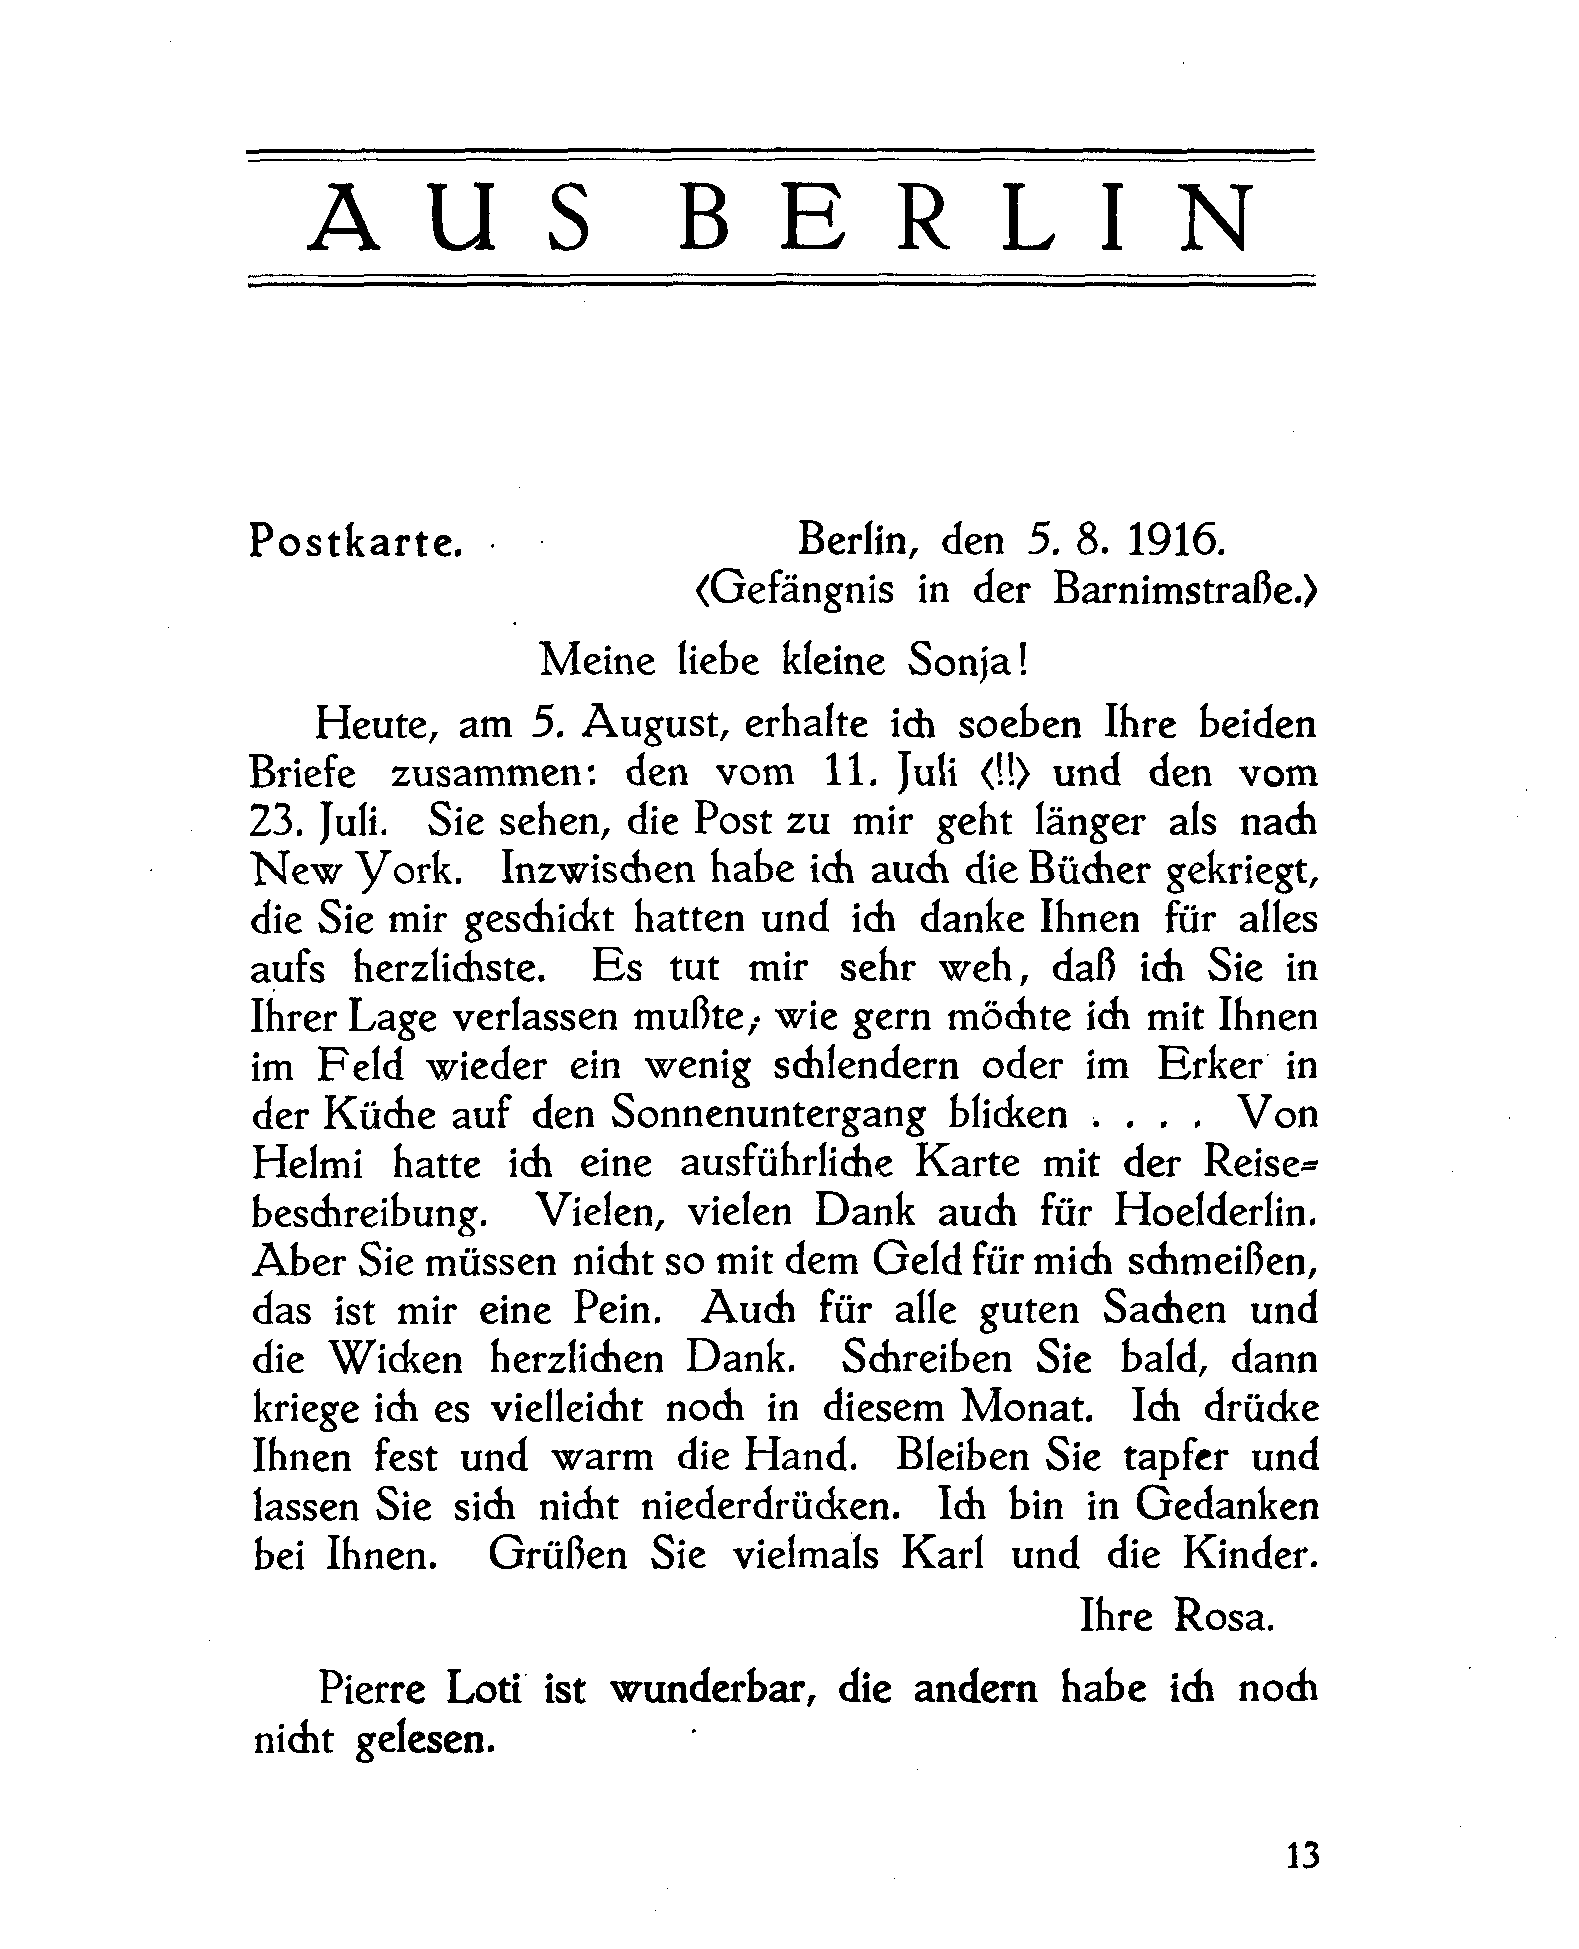 AUS BERLIN
Postkarte. Berlin, den 5. 8. 1916.
⟨Gefängnis in der Barnimstraße.⟩
Meine liebe kleine Sonja!
Heute, am 5. August, erhalte ich soeben Ihre beiden
Briefe zusammen: den vom 11. Juli ⟨!!⟩ und den vom
23. Juli. Sie sehen, die Post zu mir geht länger als nach
New York. Inzwischen habe ich auch die Bücher gekriegt,
die Sie mir geschickt hatten und ich danke Ihnen für alles
aufs herzlichste. Es tut mir sehr weh, daß ich Sie in
Ihrer Lage verlassen mußte; wie gern möchte ich mit Ihnen
im Feld wieder ein wenig schlendern oder im Erker in
der Küche auf den Sonnenuntergang blicken . . . . Von
Helmi hatte ich eine ausführliche Karte mit der Reise-
beschreibung. Vielen, vielen Dank auch für Hoelderlin.
Aber Sie müssen nicht so mit dem Geld für mich schmeißen,
das ist mir eine Pein. Auch für alle guten Sachen und
die Wicken herzlichen Dank. Schreiben Sie bald, dann
kriege ich es vielleicht noch in diesem Monat. Ich drücke
Ihnen fest und warm die Hand. Bleiben Sie tapfer und
lassen Sie sich nicht niederdrücken. Ich bin in Gedanken
bei Ihnen. Grüßen Sie vielmals Karl und die Kinder.
Ihre Rosa.
Pierre Loti ist wunderbar, die andern habe ich noch
nicht gelesen.
13